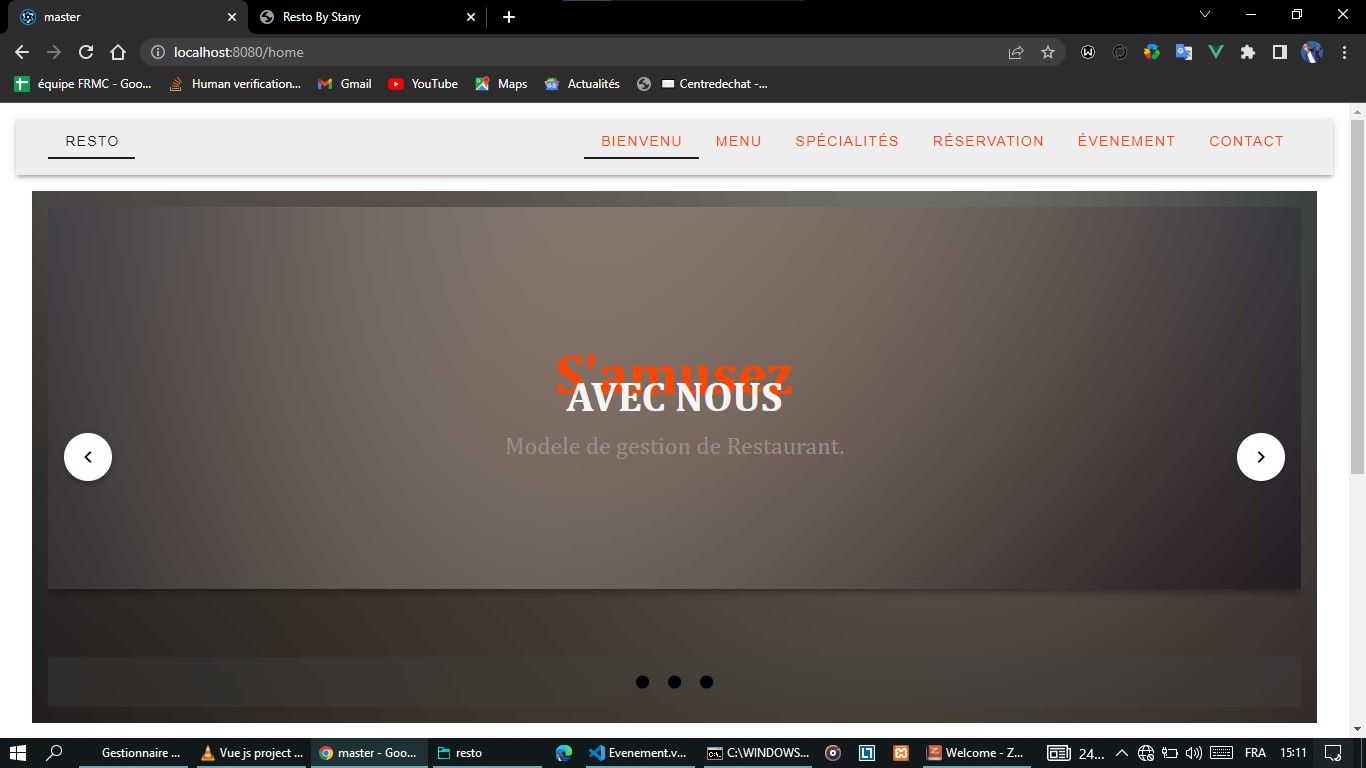 master
Resto By Stany
localhost:8080/home
équipe FRMC - Goo...
Human verification...
Gmail
YouTube
Maps
Actualités
Centredechat -...
RESTO
BIENVENU
MENU
SPÉCIALITÉS
RÉSERVATION
ÉVENEMENT
CONTACT
S'amusez
AVEC NOUS
Modele de gestion de Restaurant.
Gestionnaire ...
Vue js project ...
master - Goo...
resto
Evenement.v...
C:\WINDOWS...
Welcome - Z...
24...
FRA
15:11